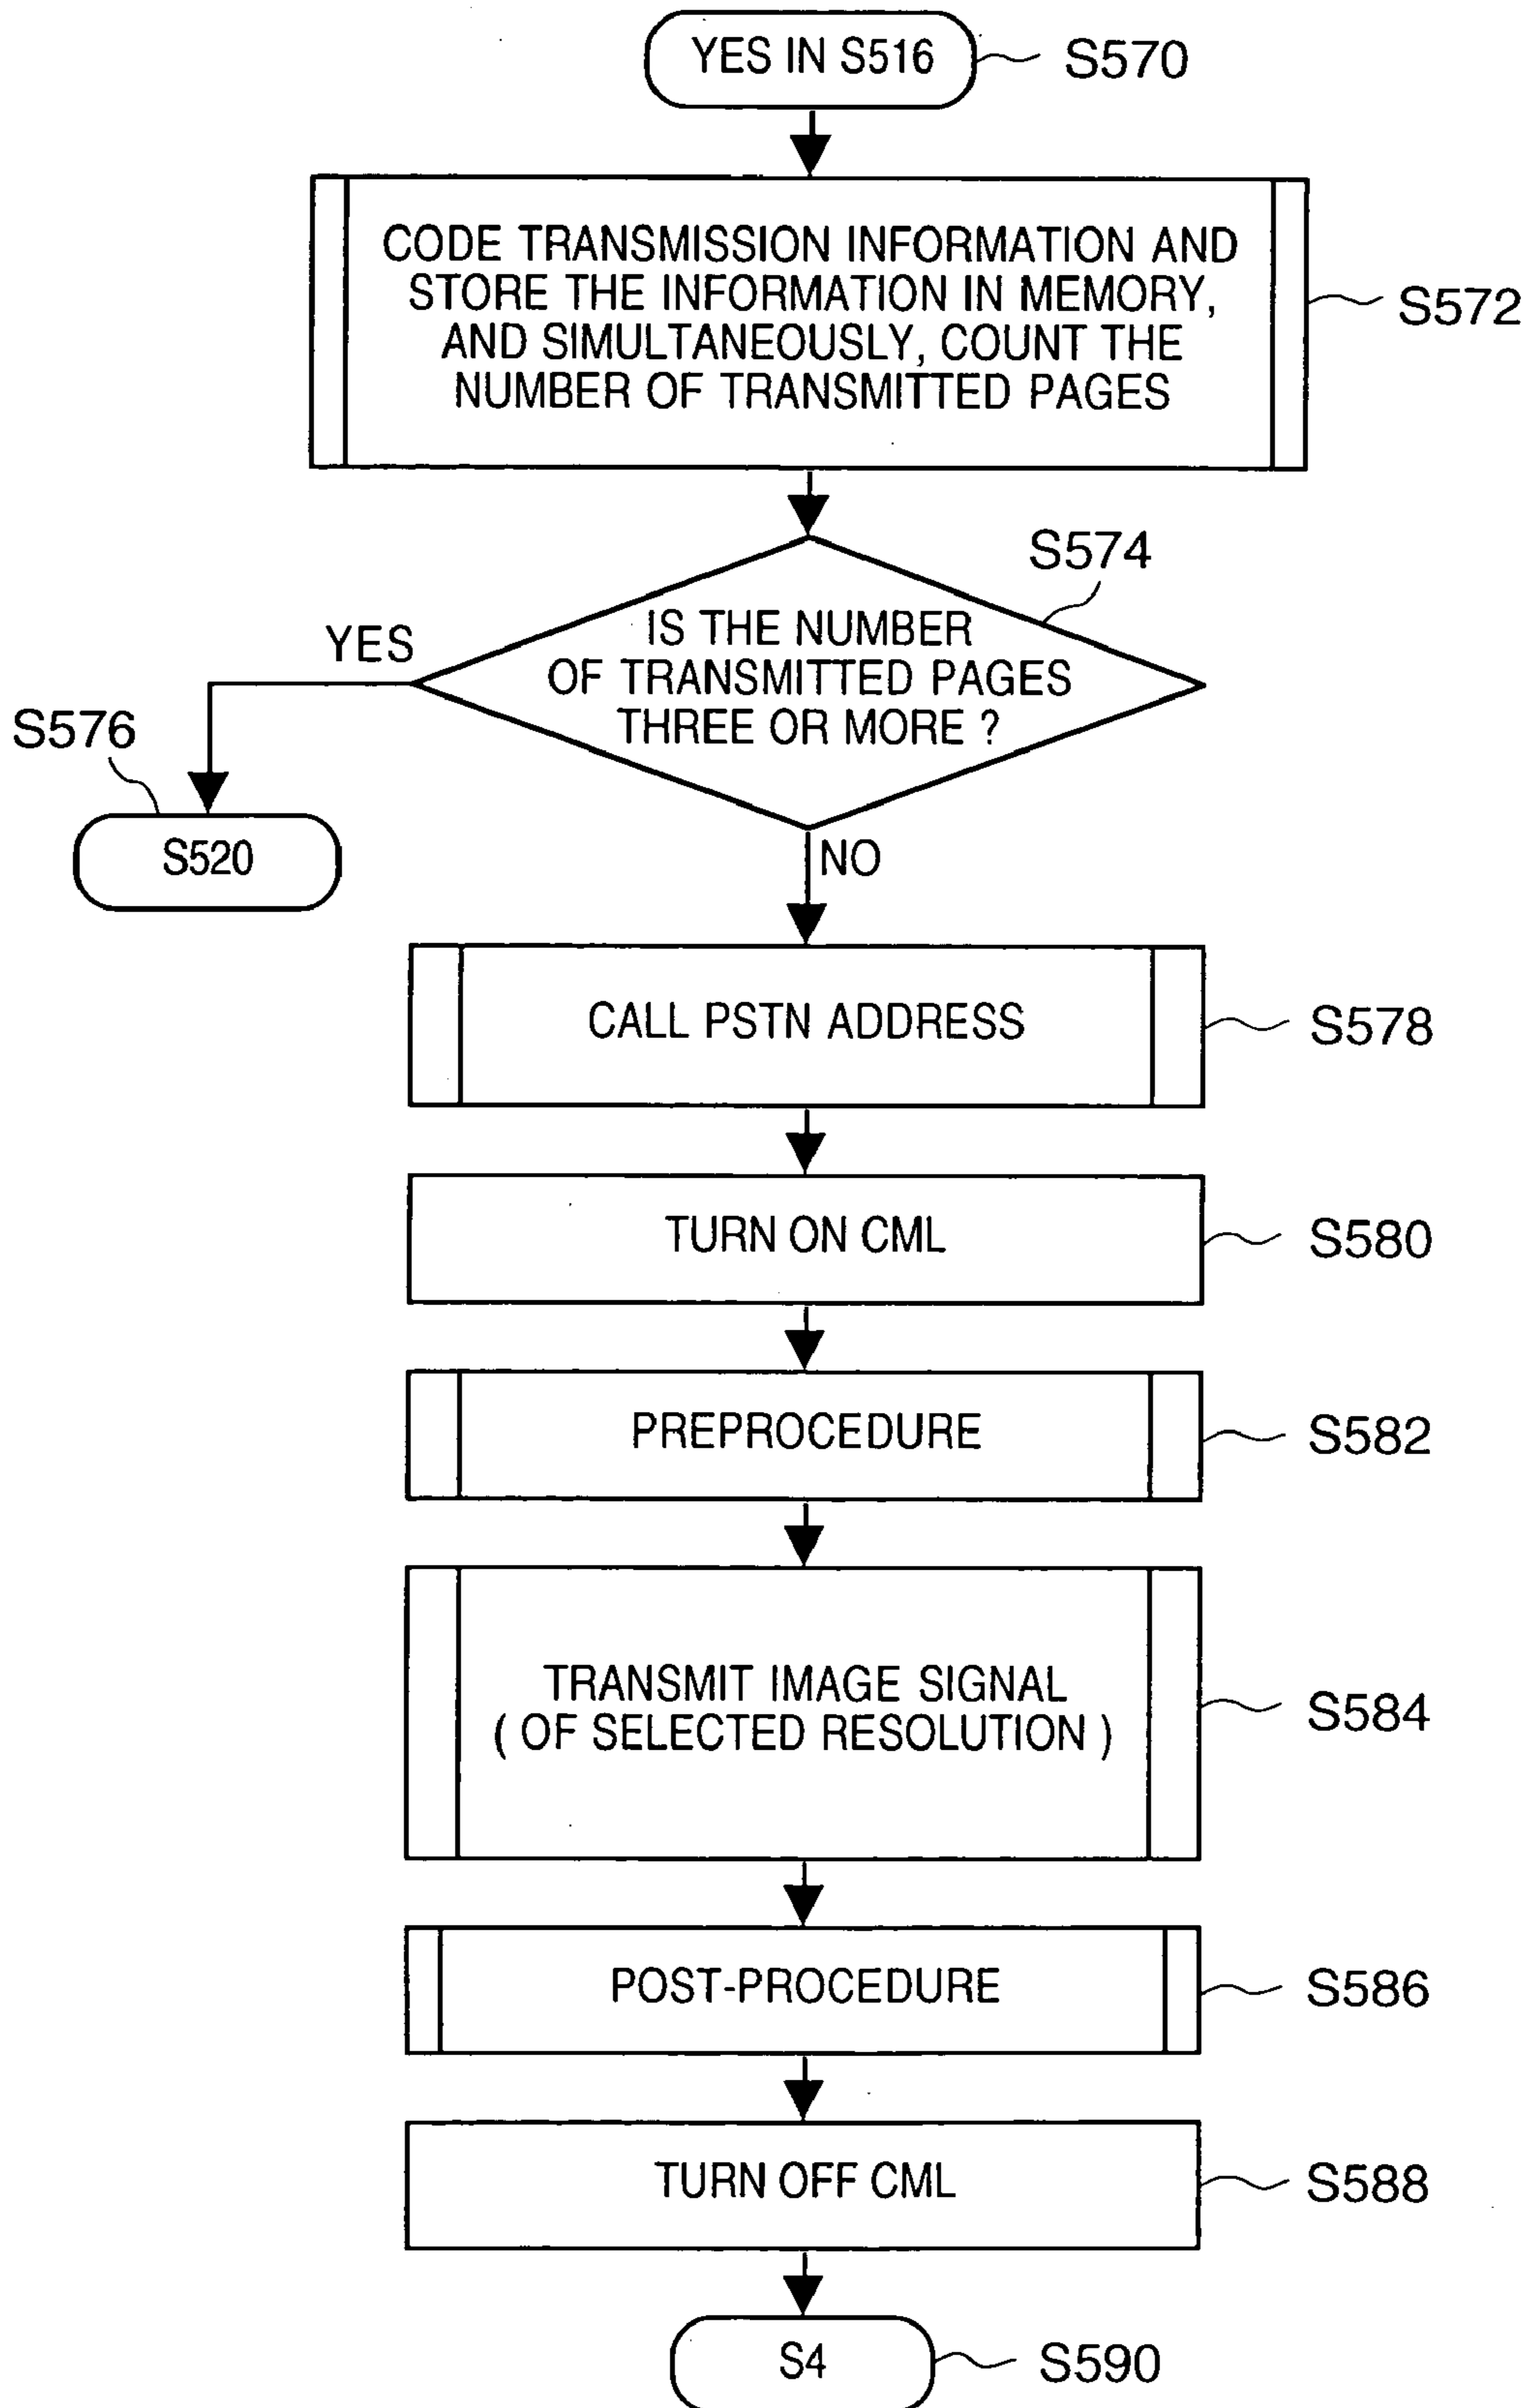 YES IN S516
S570
CODE TRANSMISSION INFORMATION AND
STORE THE INFORMATION IN MEMORY,
AND SIMULTANEOUSLY, COUNT THE
NUMBER OF TRANSMITTED PAGES
S572
S574
IS THE NUMBER
OF TRANSMITTED PAGES
THREE OR MORE ?
YES
S576
S520
NO
CALL PSTN ADDRESS
S578
TURN ON CML
S580
PREPROCEDURE
S582
TRANSMIT IMAGE SIGNAL
( OF SELECTED RESOLUTION )
S584
POST-PROCEDURE
S586
TURN OFF CML
S588
S4
S590